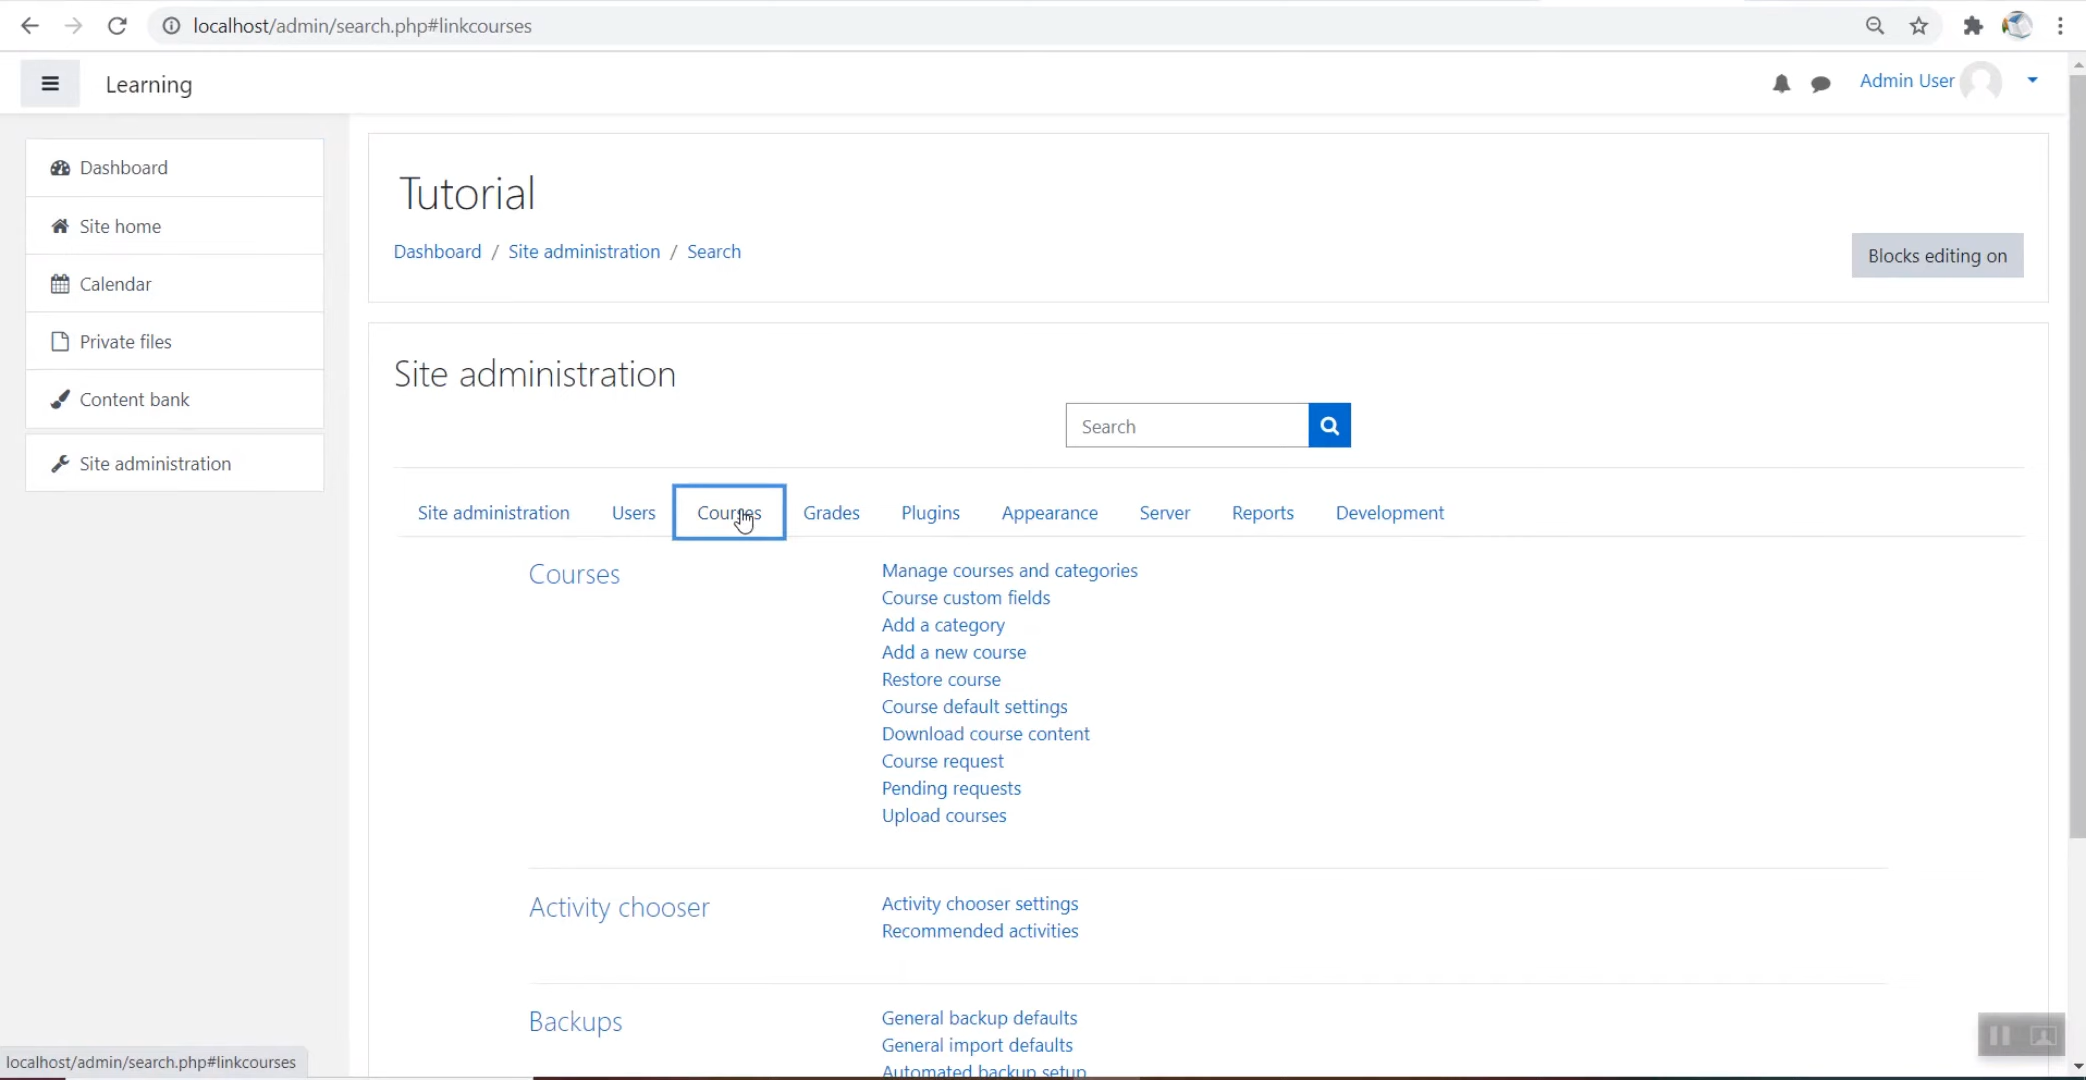 localhost/admin/search.php#linkcourses
Learning
Admin User
Dashboard
Site home
Calendar
Private files
Content bank
Site administration
Tutorial
Dashboard / Site administration / Search
Blocks editing on
Site administration
Search
Site administration Users Courses Grades Plugins Appearance Server Reports Development
Courses
Manage courses and categories
Course custom fields
Add a category
Add a new course
Restore course
Course default settings
Download course content
Course request
Pending requests
Upload courses
Activity chooser
Activity chooser settings
Recommended activities
Backups
General backup defaults
General import defaults
Automated backup setup
localhost/admin/search.php#linkcourses